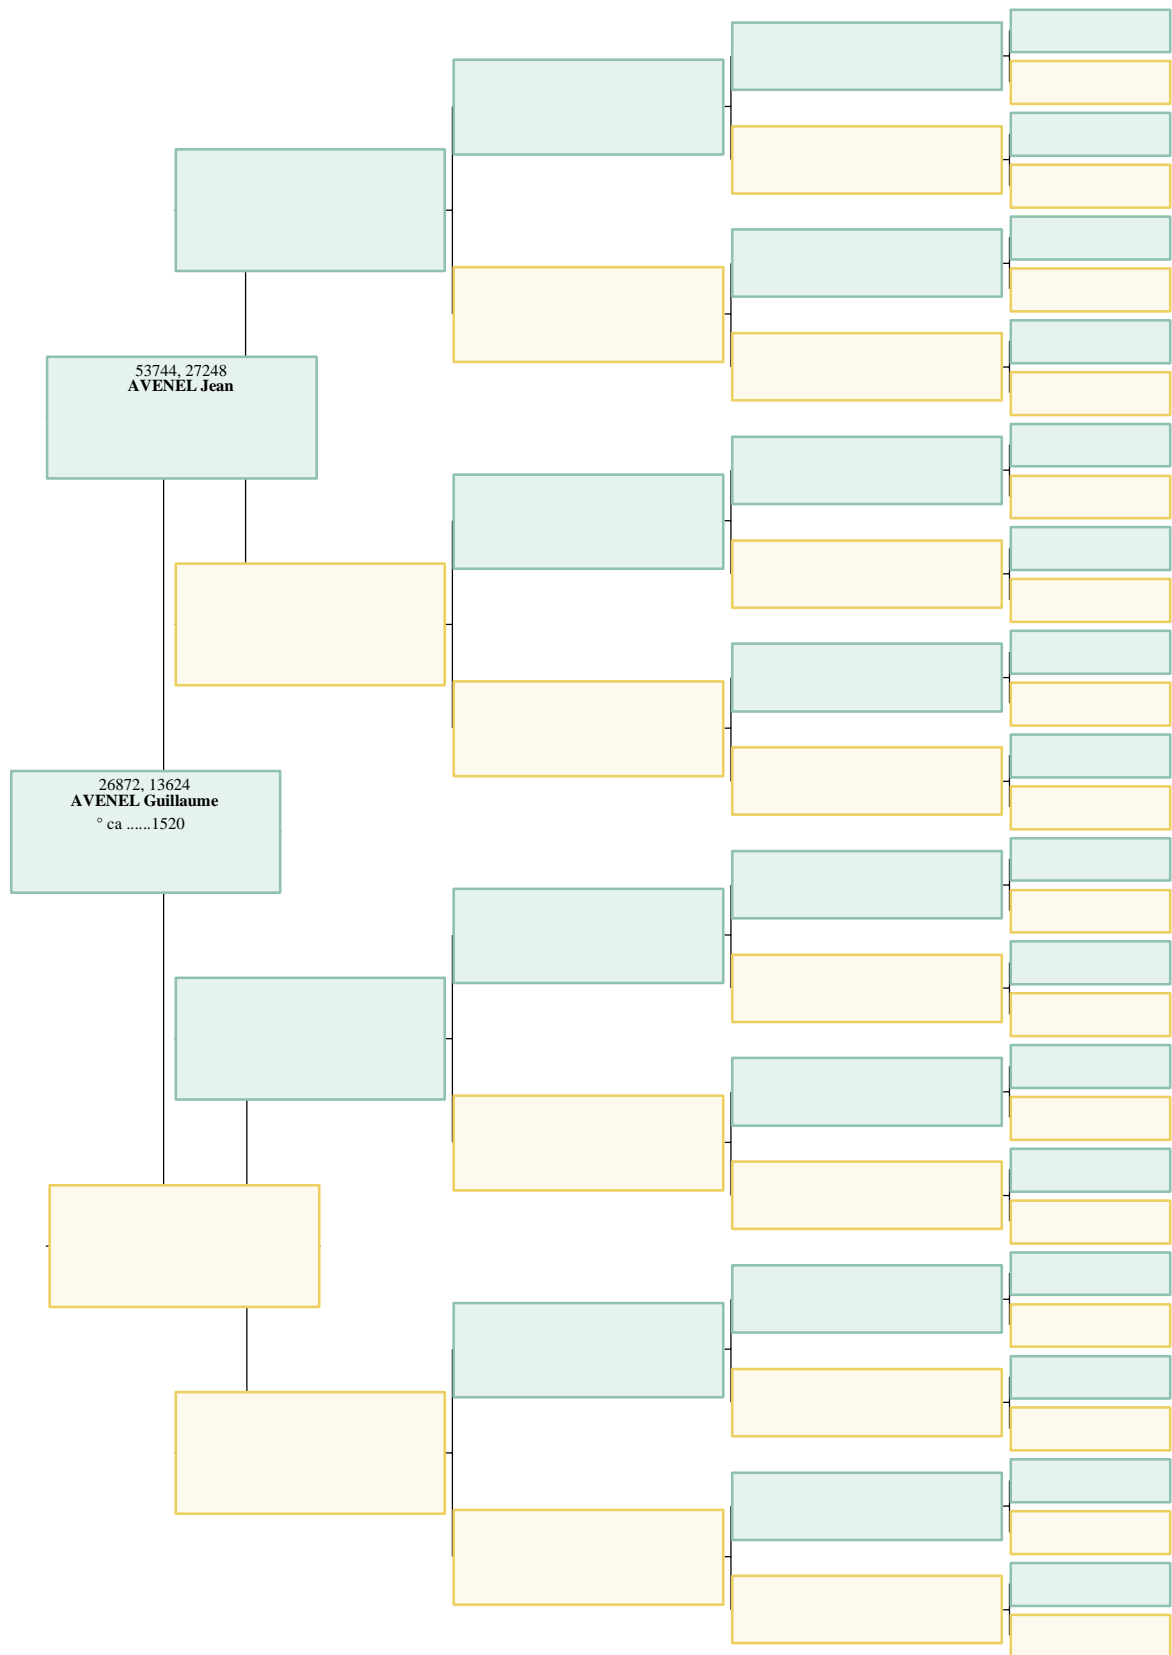 53744, 27248
AVENEL Jean
26872, 13624
AVENEL Guillaume
° ca ......1520